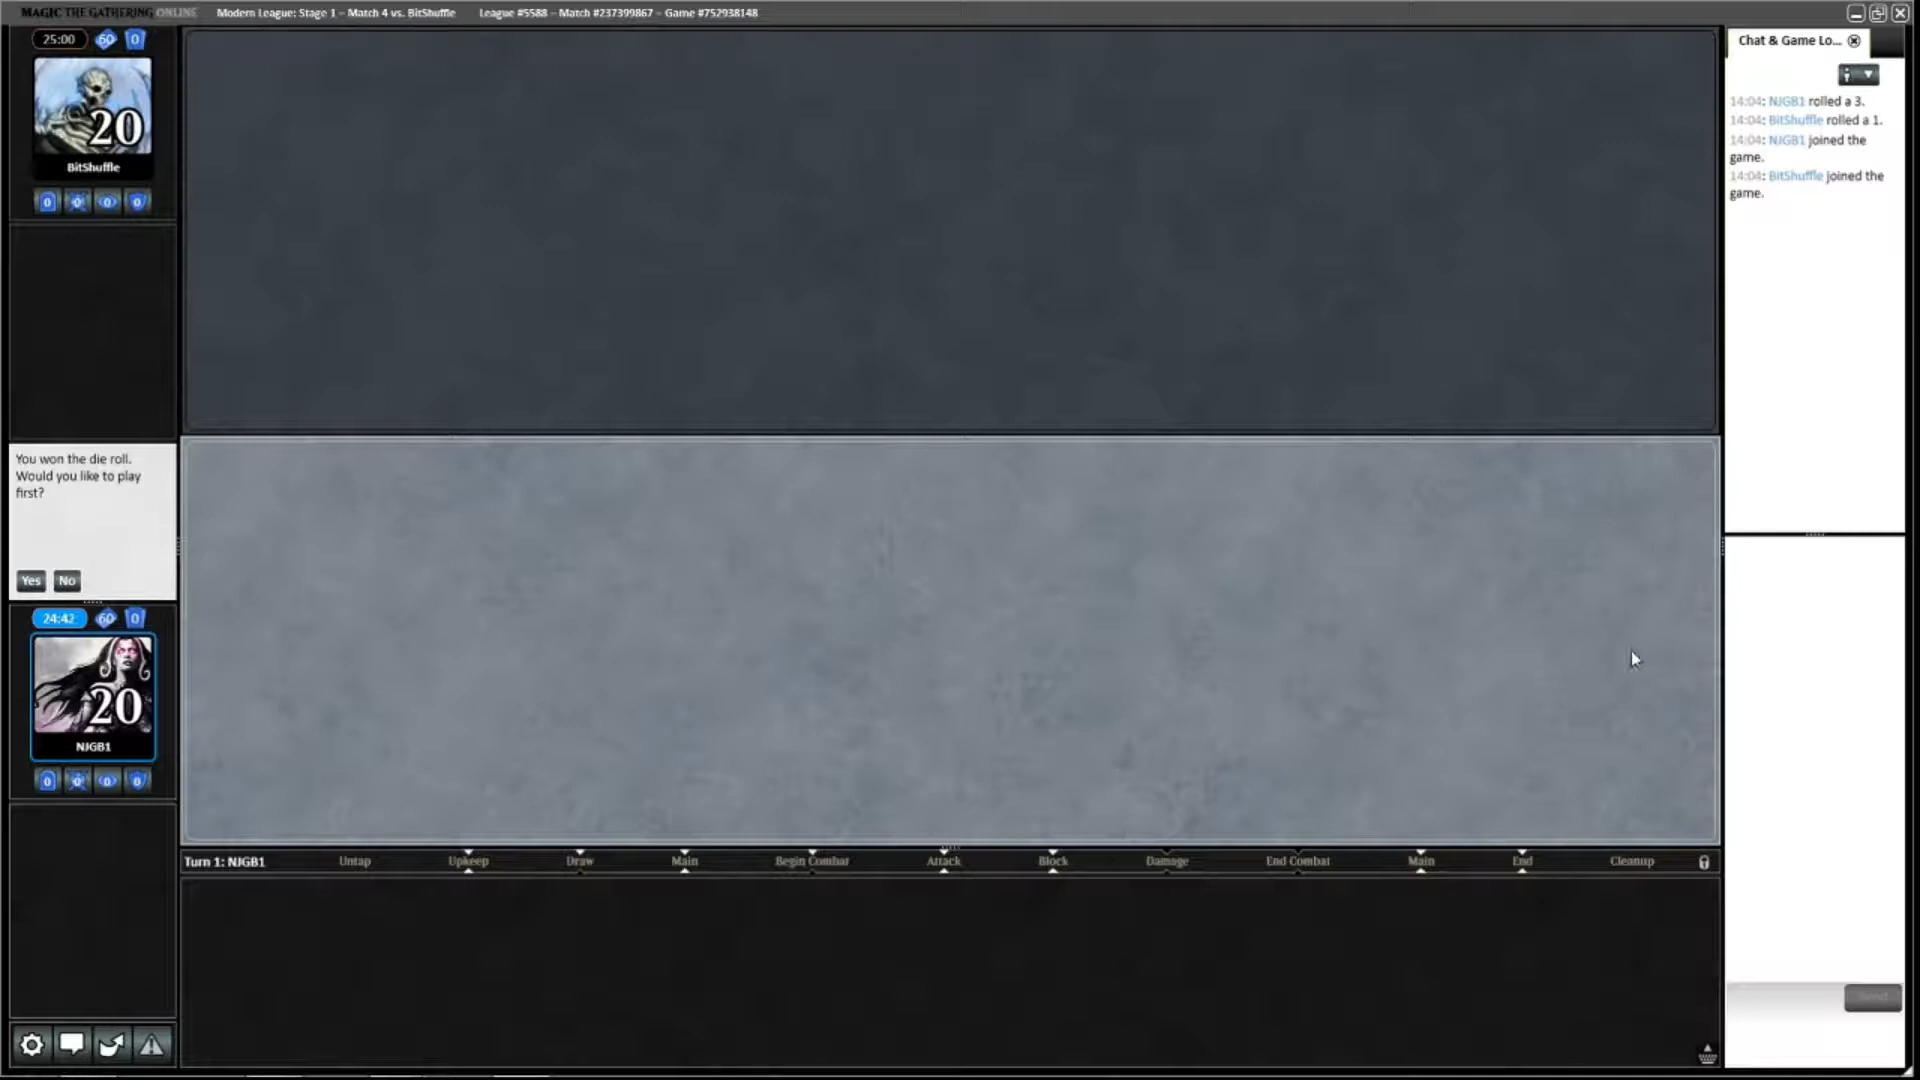 MAGIC THE GATHERING ONLINE
Modern League: Stage 1 – Match 4 vs. BitShuffle
League #5588 – Match #237399867 – Game #752938148
25:00
60
0
20
BitShuffle
0
0
0
0
You won the die roll.
Would you like to play
first?
Yes
No
24:42
60
0
20
NJGB1
0
0
0
0
Turn 1: NJGB1
Untap
Upkeep
Draw
Main
Begin Combat
Attack
Block
Damage
End Combat
Main
End
Cleanup
Chat & Game Lo...
14:04: NJGB1 rolled a 3.
14:04: BitShuffle rolled a 1.
14:04: NJGB1 joined the
game.
14:04: BitShuffle joined the
game.